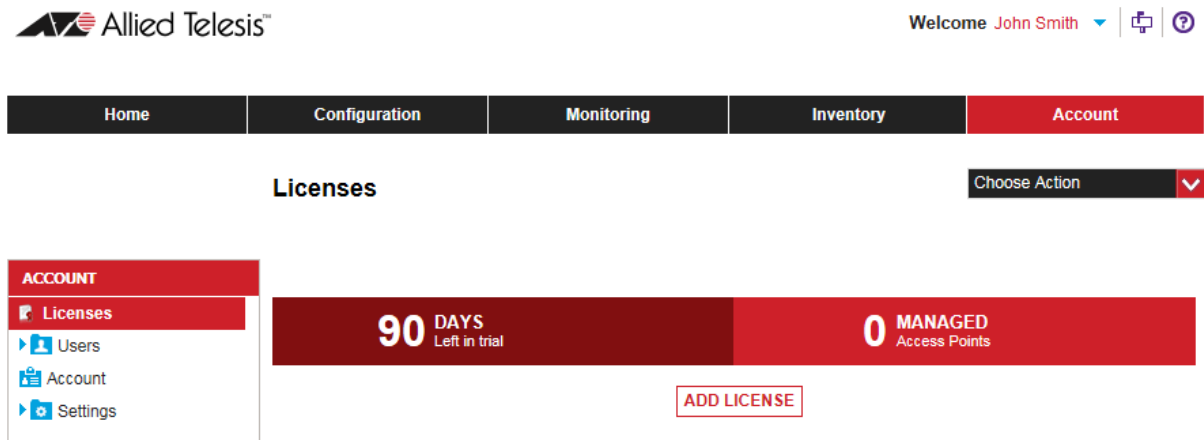 Allied Telesis™
Welcome John Smith
Home Configuration Monitoring Inventory Account
Licenses
Choose Action
ACCOUNT
Licenses
Users
Account
Settings
90 DAYS
Left in trial
0 MANAGED
Access Points
ADD LICENSE